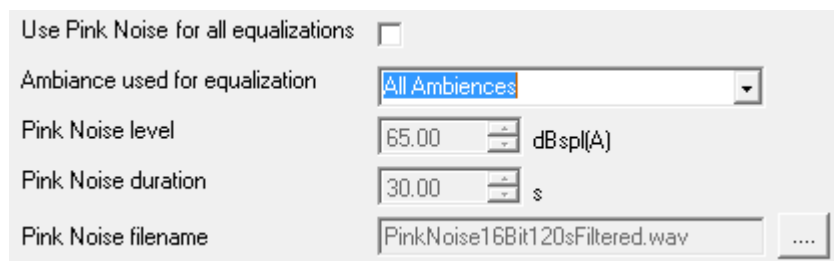 Use Pink Noise for all equalizations
Ambiance used for equalization All Ambiences
Pink Noise level 65.00 dBspl(A)
Pink Noise duration 30.00 s
Pink Noise filename PinkNoise16Bit120sFiltered.wav ....